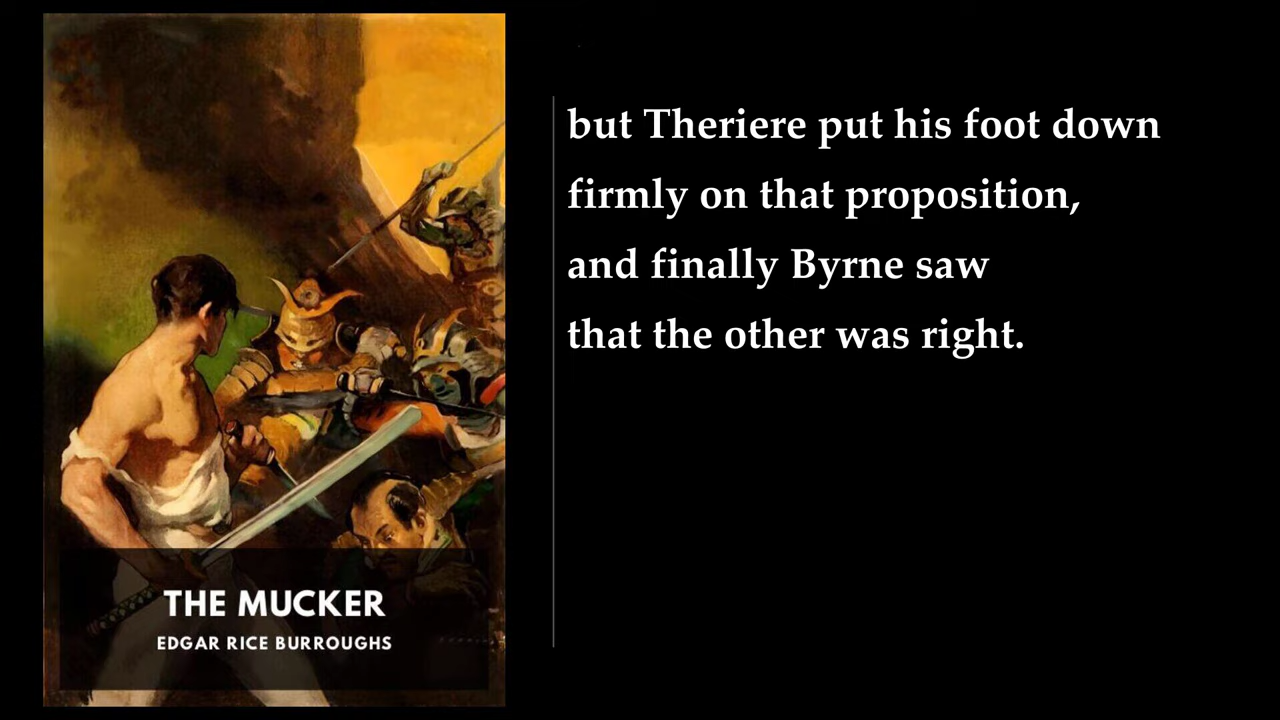 but Theriere put his foot down
firmly on that proposition,
and finally Byrne saw
that the other was right.
THE MUCKER
EDGAR RICE BURROUGHS